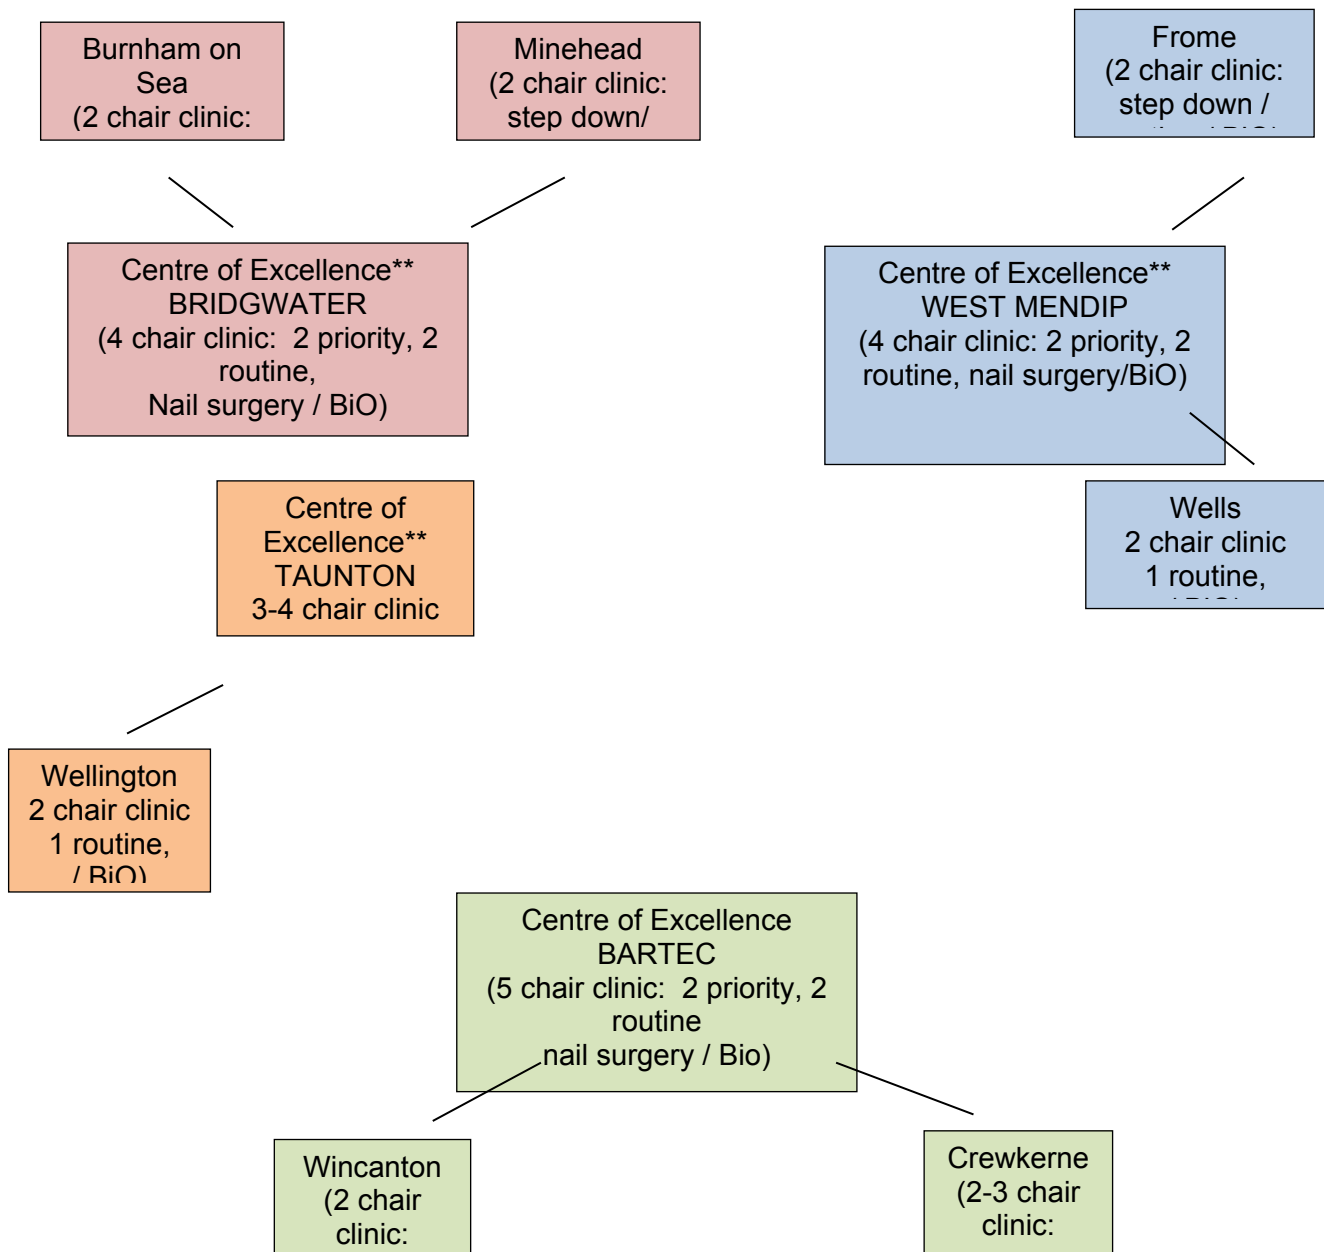 Burnham on
Sea
(2 chair clinic:
Minehead
(2 chair clinic:
step down/
Frome
(2 chair clinic:
step down /
Centre of Excellence**
BRIDGWATER
(4 chair clinic:  2 priority, 2
routine,
Nail surgery / BiO)
Centre of Excellence**
WEST MENDIP
(4 chair clinic: 2 priority, 2
routine, nail surgery/BiO)
Centre of
Excellence**
TAUNTON
3-4 chair clinic
Wells
2 chair clinic
1 routine,
Wellington
2 chair clinic
1 routine,
/ BiO)
Centre of Excellence
BARTEC
(5 chair clinic:  2 priority, 2
routine
nail surgery / Bio)
Wincanton
(2 chair
clinic:
Crewkerne
(2-3 chair
clinic: